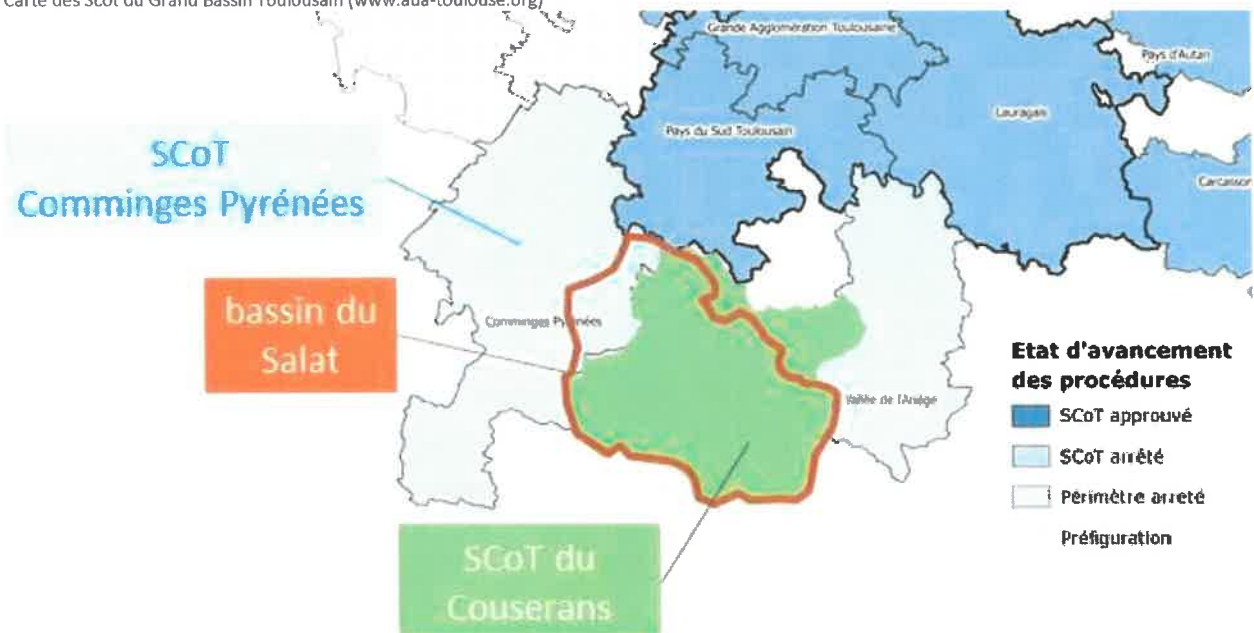 Carte des Scot du Grand Bassin Toulousain (www.aua-toulouse.org)
Grande Agglomération Toulousaine
Pays d'Autan
Lauragais
Pays du Sud Toulousain
SCoT
Comminges Pyrénées
bassin du
Salat
Comminges Pyrénées
Vallée de l'Ariège
Etat d'avancement
des procédures
SCoT approuvé
SCoT arrêté
Périmètre arreté
Préfiguration
SCoT du
Couserans